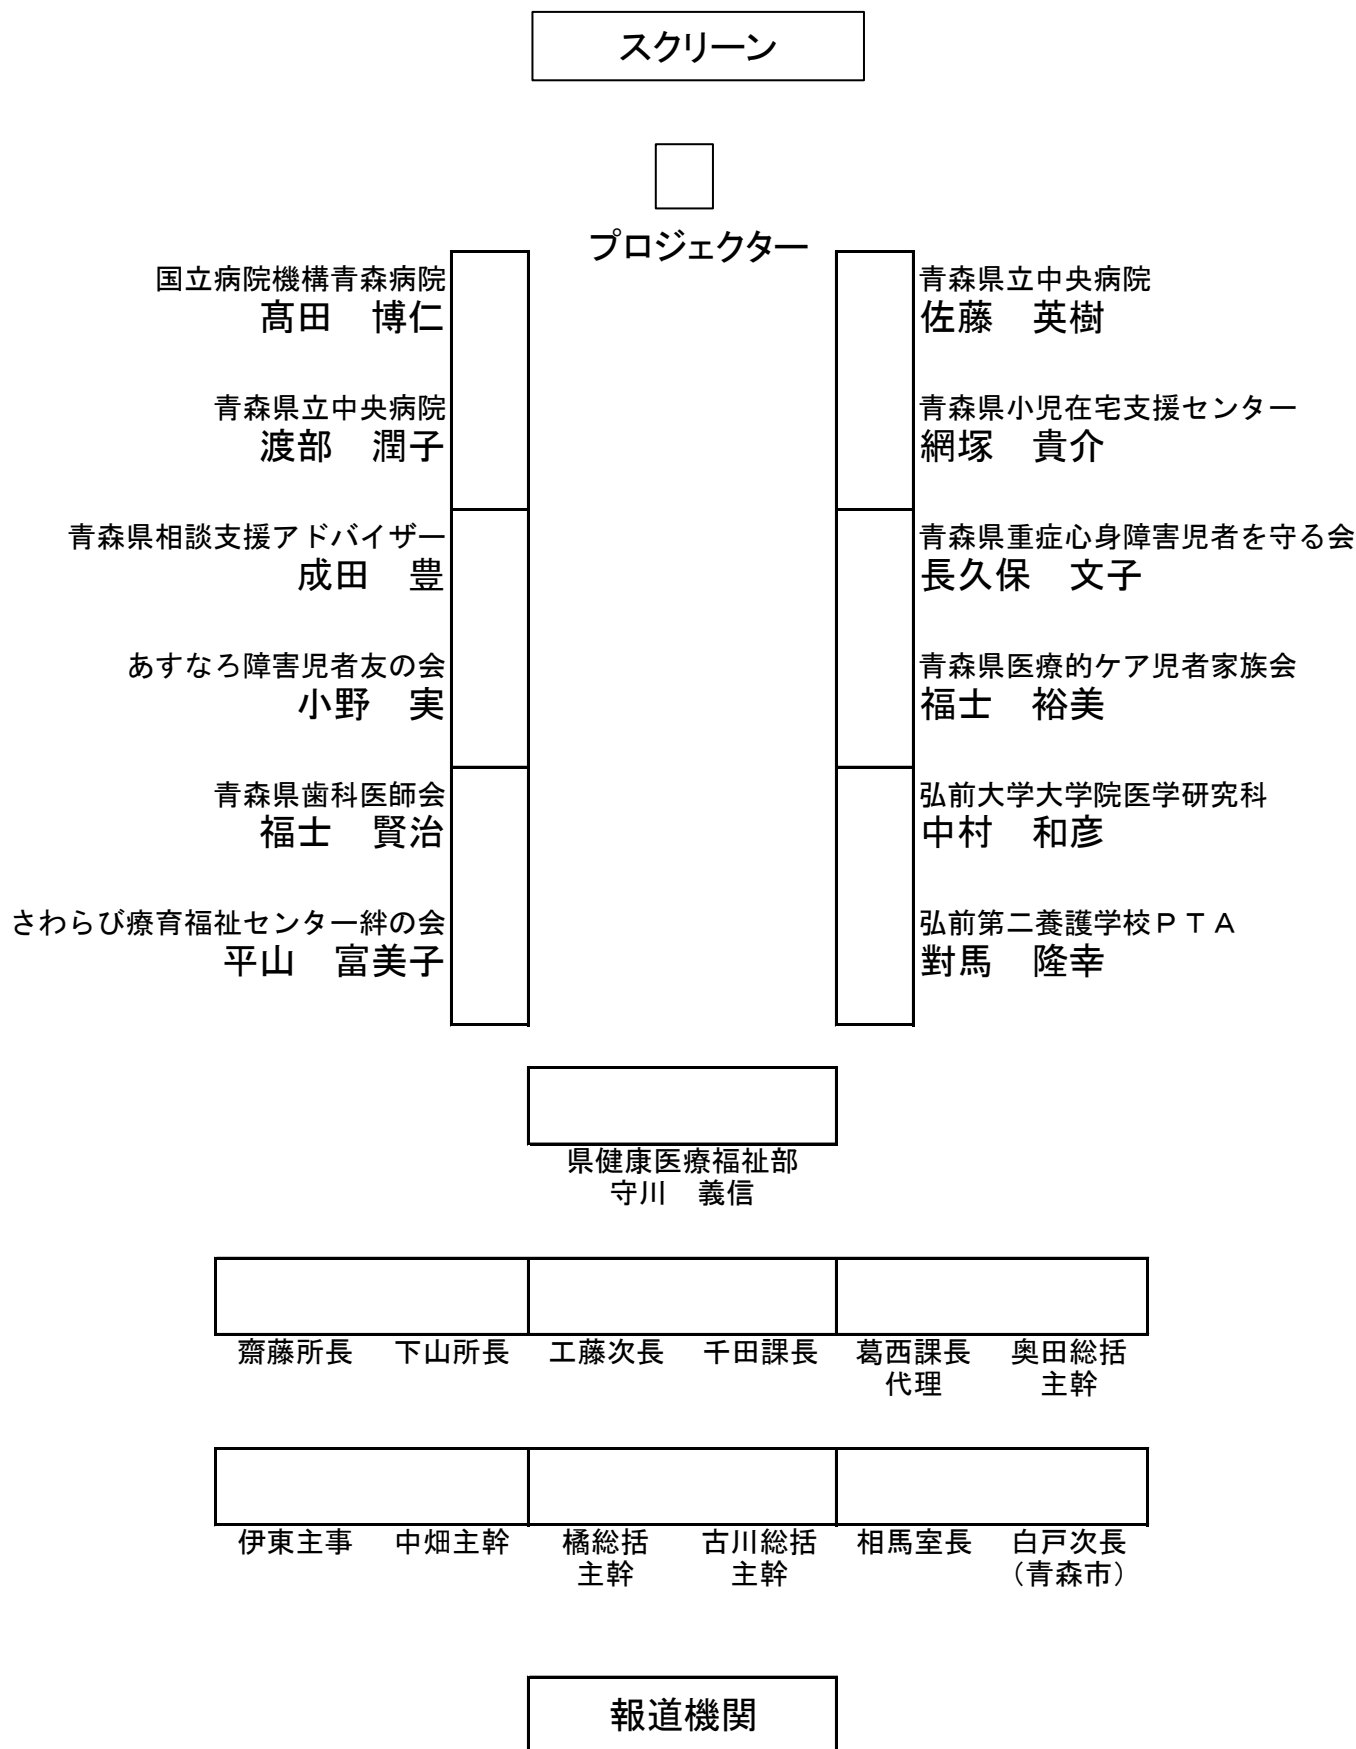 スクリーン
プロジェクター
国立病院機構青森病院
髙田　博仁
青森県立中央病院
渡部　潤子
青森県相談支援アドバイザー
成田　豊
あすなろ障害児者友の会
小野　実
青森県歯科医師会
福士　賢治
さわらび療育福祉センター絆の会
平山　富美子
青森県立中央病院
佐藤　英樹
青森県小児在宅支援センター
網塚　貴介
青森県重症心身障害児者を守る会
長久保　文子
青森県医療的ケア児者家族会
福士　裕美
弘前大学大学院医学研究科
中村　和彦
弘前第二養護学校ＰＴＡ
對馬　隆幸
県健康医療福祉部
守川　義信
齋藤所長　下山所長　工藤次長　千田課長　葛西課長　奥田総括
代理　主幹
伊東主事　中畑主幹　橘総括　古川総括　相馬室長　白戸次長
主幹　主幹　（青森市）
報道機関